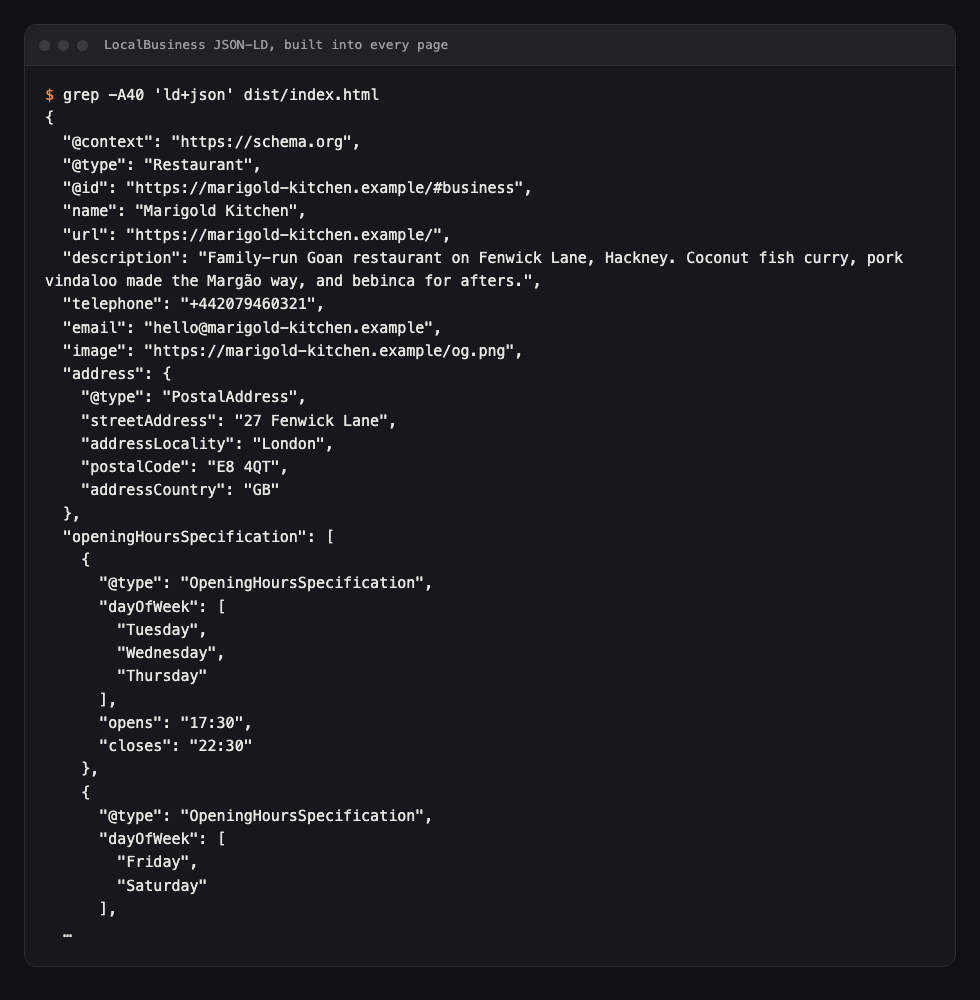 LocalBusiness JSON-LD, built into every page
$ grep -A40 'ld+json' dist/index.html
{
  "@context": "https://schema.org",
  "@type": "Restaurant",
  "@id": "https://marigold-kitchen.example/#business",
  "name": "Marigold Kitchen",
  "url": "https://marigold-kitchen.example/",
  "description": "Family-run Goan restaurant on Fenwick Lane, Hackney. Coconut fish curry, pork
vindaloo made the Margão way, and bebinca for afters.",
  "telephone": "+442079460321",
  "email": "hello@marigold-kitchen.example",
  "image": "https://marigold-kitchen.example/og.png",
  "address": {
    "@type": "PostalAddress",
    "streetAddress": "27 Fenwick Lane",
    "addressLocality": "London",
    "postalCode": "E8 4QT",
    "addressCountry": "GB"
  },
  "openingHoursSpecification": [
    {
      "@type": "OpeningHoursSpecification",
      "dayOfWeek": [
        "Tuesday",
        "Wednesday",
        "Thursday"
      ],
      "opens": "17:30",
      "closes": "22:30"
    },
    {
      "@type": "OpeningHoursSpecification",
      "dayOfWeek": [
        "Friday",
        "Saturday"
      ],
  …